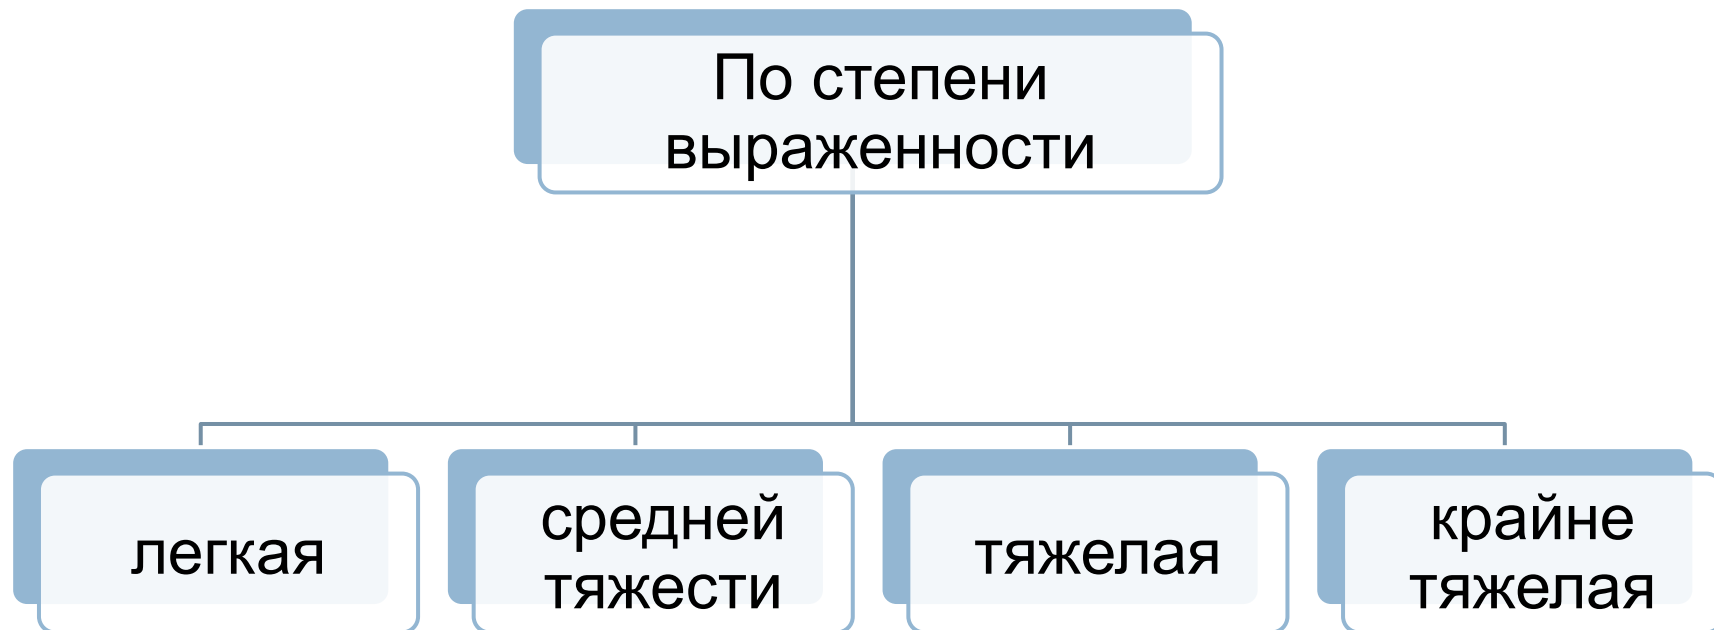 По степени
выраженности
легкая
средней
тяжести
тяжелая
крайне
тяжелая